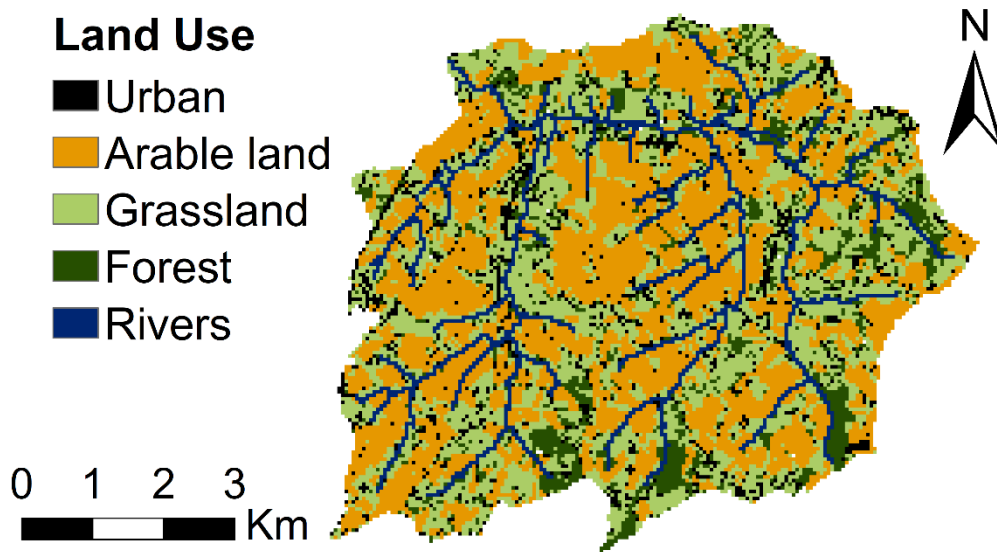 Land Use
Urban
Arable land
Grassland
Forest
Rivers
0 1 2 3
Km
N